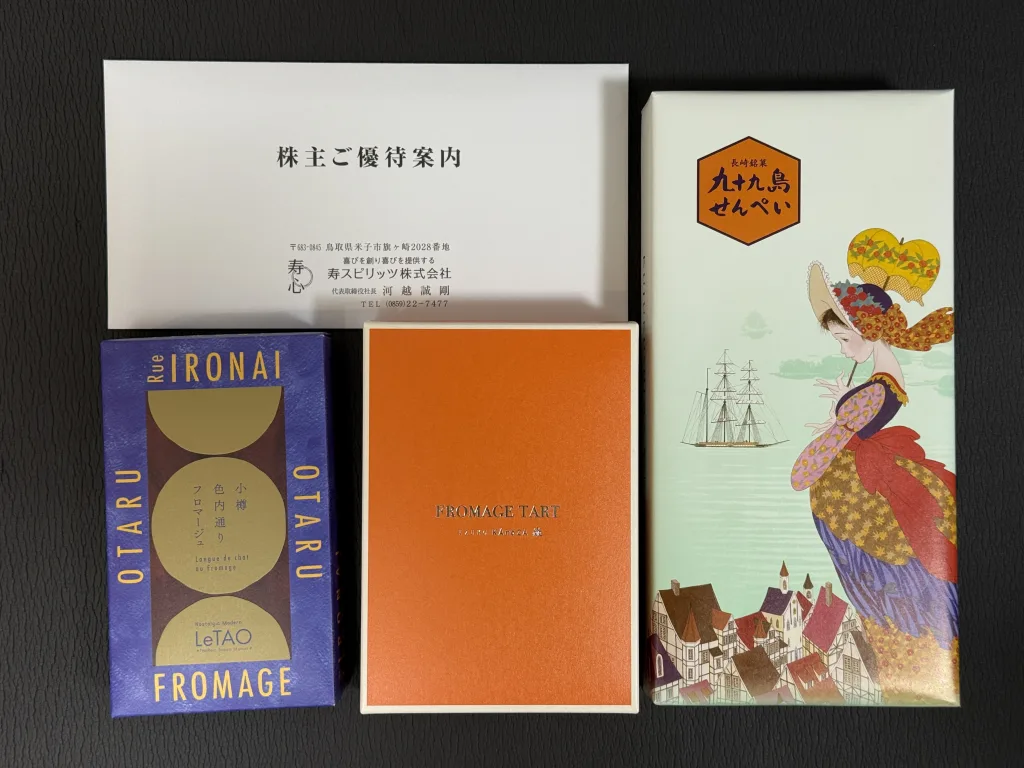 株主ご優待案内
〒683-0845 鳥取県米子市旗ヶ崎2028番地
喜びを創り喜びを提供する
寿スピリッツ株式会社
代表取締役社長 河越誠剛
TEL (0859)22-7477
寿心
長崎銘菓
九十九島
せんぺい
Rue IRONAI
OTARU
OTARU
小樽
色内通り
フロマージュ
Langue de chat
au fromage
Nostalgic Modern
LeTAO
FROMAGE
FROMAGE TART